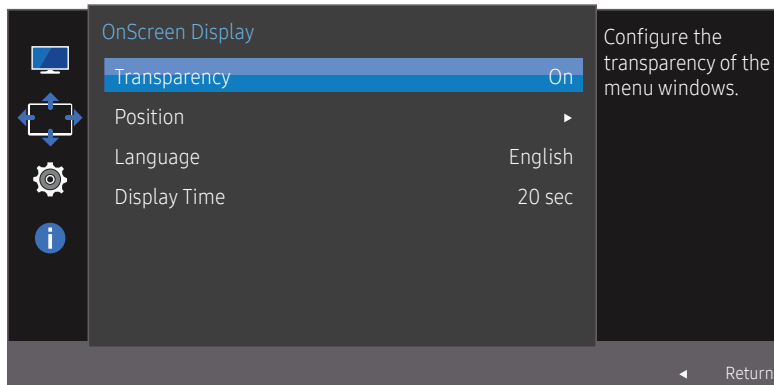 OnScreen Display
Transparency On
Position ▸
Language English
Display Time 20 sec
Configure the
transparency of the
menu windows.
◂ Return